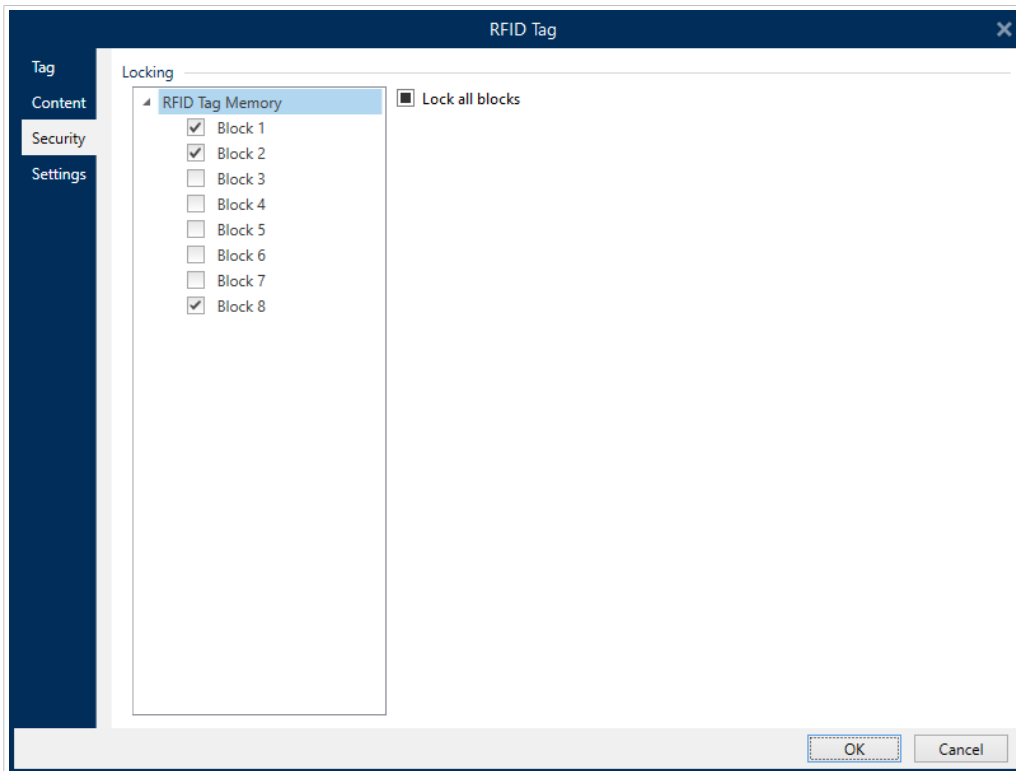 RFID Tag
Tag
Content
Security
Settings
Locking
RFID Tag Memory
Block 1
Block 2
Block 3
Block 4
Block 5
Block 6
Block 7
Block 8
Lock all blocks
OK
Cancel